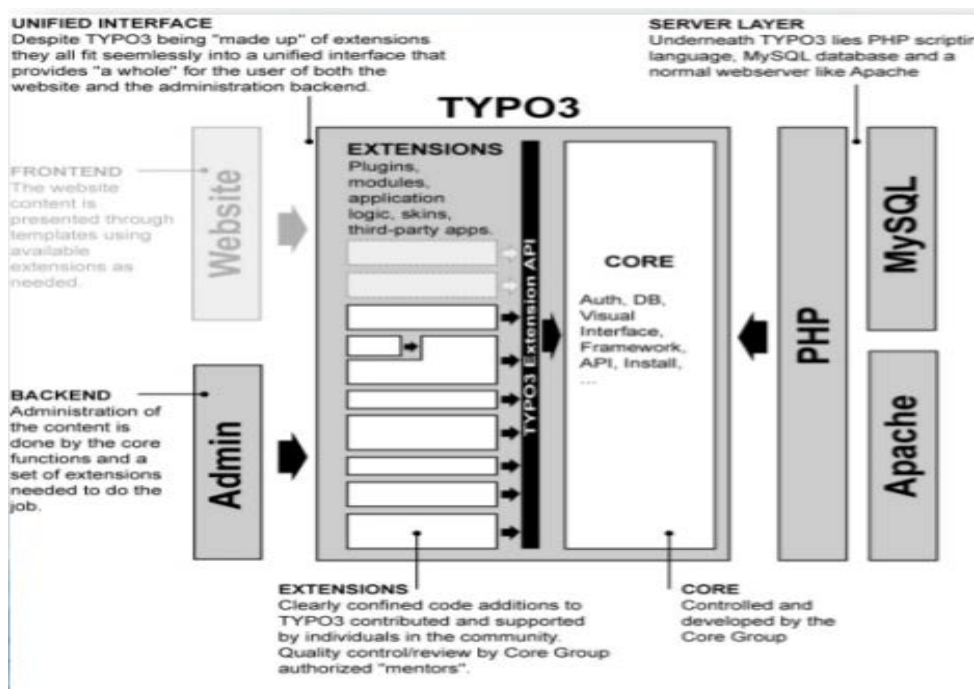 UNIFIED INTERFACE
Despite TYPO3 being "made up" of extensions
they all fit seemlessly into a unified interface that
provides "a whole" for the user of both the
website and the administration backend.
SERVER LAYER
Underneath TYPO3 lies PHP scripting
language, MySQL database and a
normal webserver like Apache
TYPO3
FRONTEND
The website
content is
presented through
templates using
available
extensions as
needed.
Website
EXTENSIONS
Plugins,
modules,
application
logic, skins,
third-party apps.
TYPO3 Extension API
CORE
Auth, DB,
Visual
Interface,
Framework,
API, Install,
...
PHP
MySQL
Apache
BACKEND
Administration of
the content is
done by the core
functions and a
set of extensions
needed to do the
job.
Admin
EXTENSIONS
Clearly confined code additions to
TYPO3 contributed and supported
by individuals in the community.
Quality control/review by Core Group
authorized "mentors".
CORE
Controlled and
developed by the
Core Group